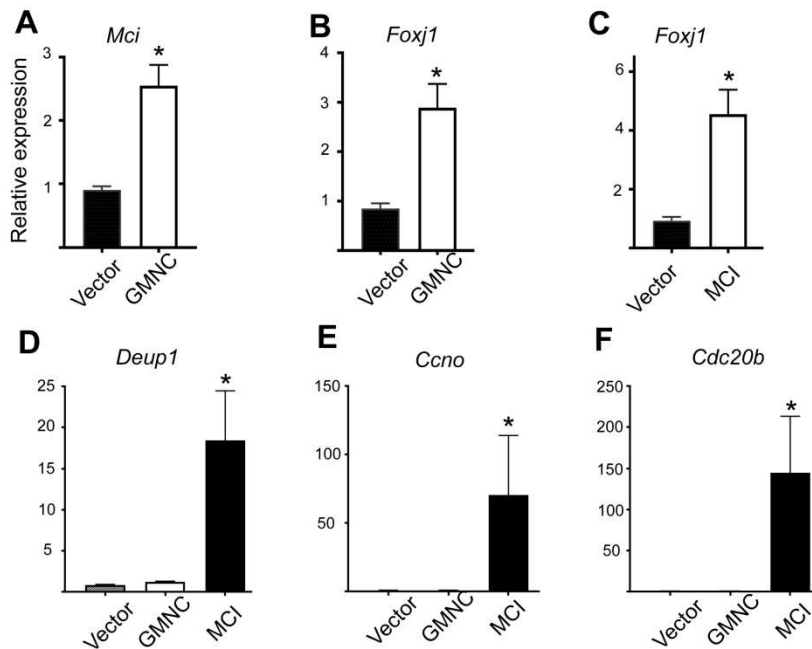 A
Mci
Relative expression
3
2
1
*
Vector
GMNC
B
Foxj1
4
3
2
1
*
Vector
GMNC
C
Foxj1
6
4
2
*
Vector
MCI
D
Deup1
25
20
15
10
5
*
Vector
GMNC
MCI
E
Ccno
150
100
50
*
Vector
GMNC
MCI
F
Cdc20b
250
200
150
100
50
*
Vector
GMNC
MCI